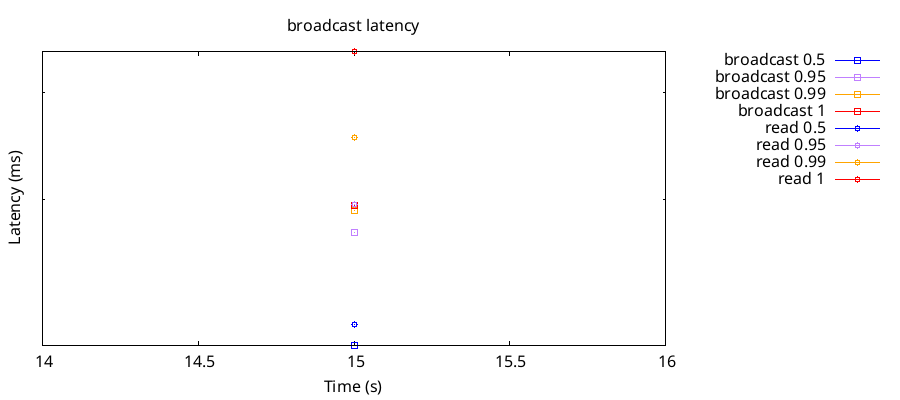 broadcast latency
broadcast 0.5
broadcast 0.95
broadcast 0.99
broadcast 1
read 0.5
read 0.95
read 0.99
read 1
Latency (ms)
14
14.5
15
15.5
16
Time (s)